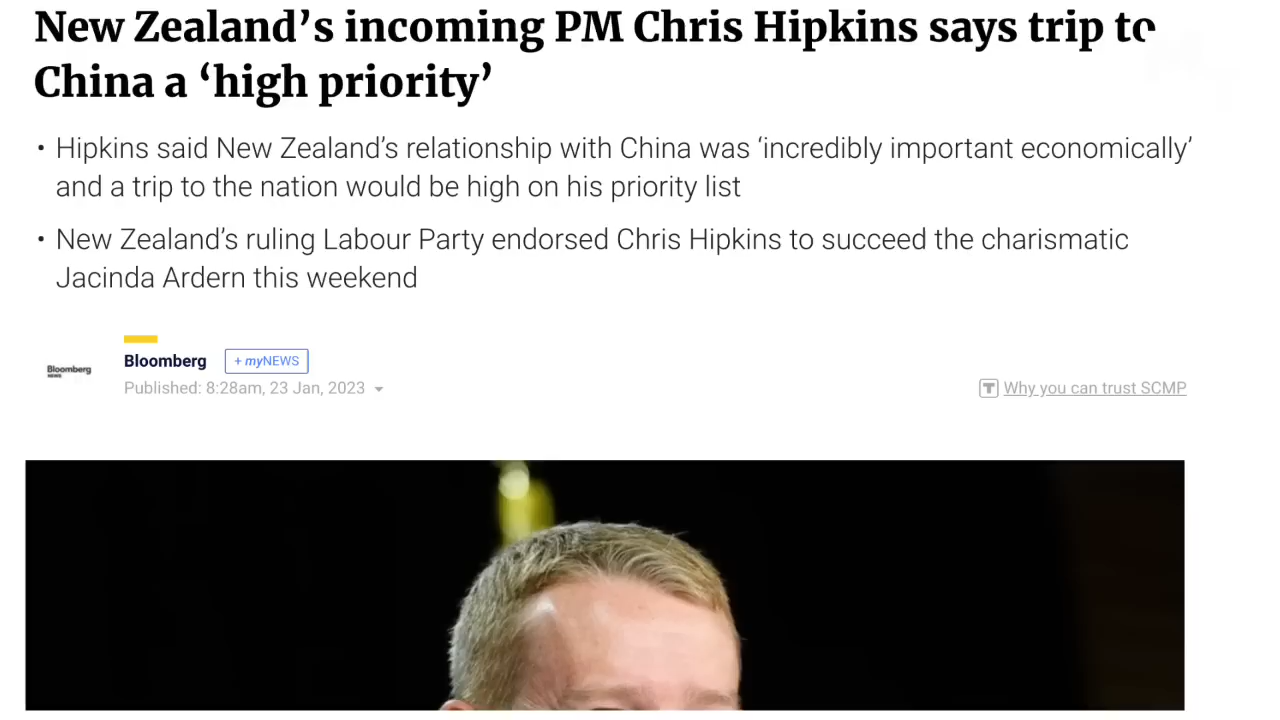 New Zealand’s incoming PM Chris Hipkins says trip to
China a ‘high priority’
• Hipkins said New Zealand’s relationship with China was ‘incredibly important economically’
and a trip to the nation would be high on his priority list
• New Zealand’s ruling Labour Party endorsed Chris Hipkins to succeed the charismatic
Jacinda Ardern this weekend
Bloomberg
NEWS
Bloomberg
+ myNEWS
Published: 8:28am, 23 Jan, 2023
T Why you can trust SCMP